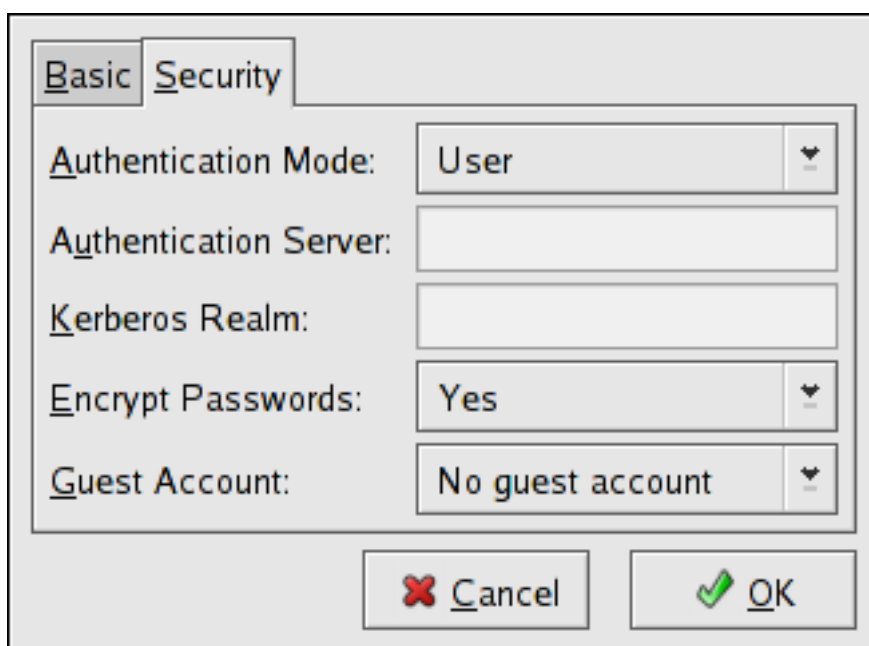 Basic Security
Authentication Mode: User
Authentication Server:
Kerberos Realm:
Encrypt Passwords: Yes
Guest Account: No guest account
Cancel OK